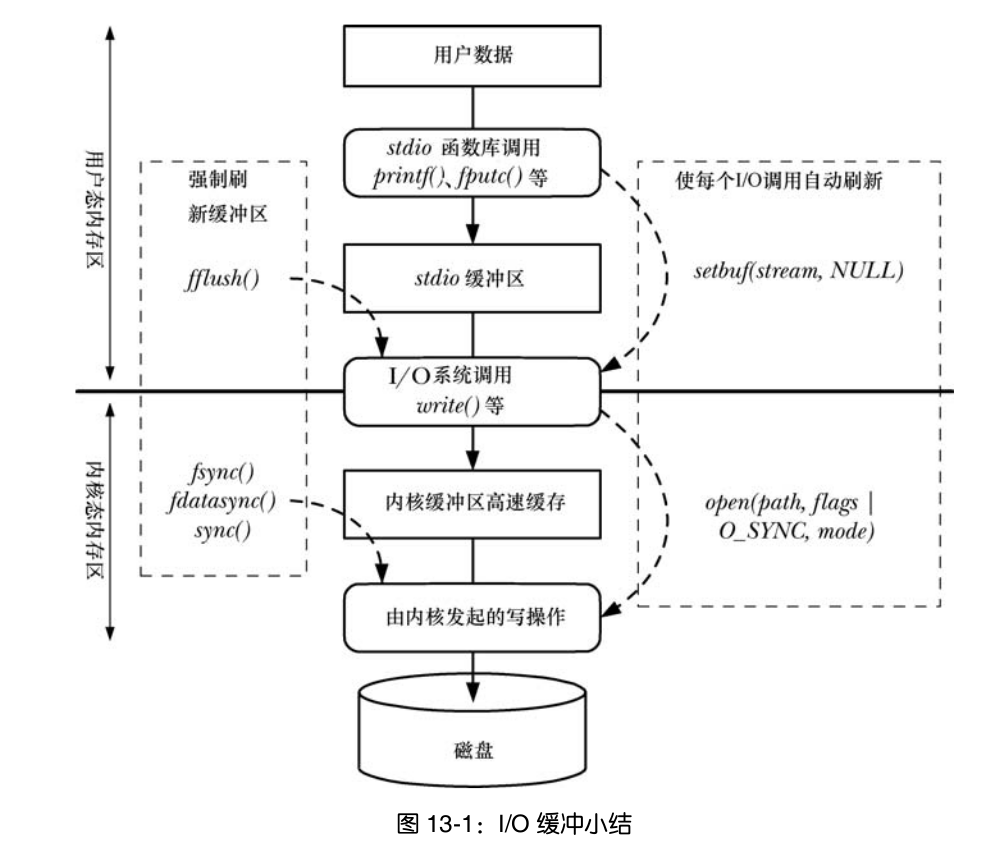 用户数据
stdio 函数库调用
printf()、fputc() 等
用户态内存区
强制刷
新缓冲区
使每个I/O调用自动刷新
fflush()
stdio 缓冲区
setbuf(stream, NULL)
I/O系统调用
write() 等
内核态内存区
fsync()
fdatasync()
sync()
内核缓冲区高速缓存
open(path, flags |
O_SYNC, mode)
由内核发起的写操作
磁盘
图 13-1：I/O 缓冲小结